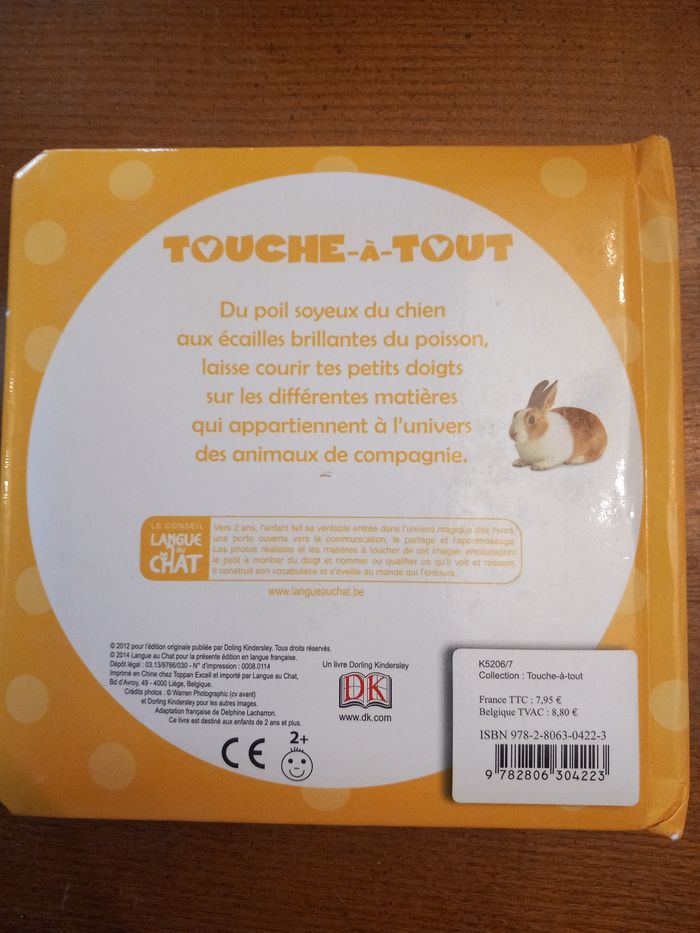 TOUCHE-À-TOUT
Du poil soyeux du chien
aux écailles brillantes du poisson,
laisse courir tes petits doigts
sur les différentes matières
qui appartiennent à l'univers
des animaux de compagnie.
LE CONSEIL
LANGUE
AU
CHAT
Vers 2 ans, l'enfant fait sa véritable entrée dans l'univers magique des livres,
une porte ouverte vers la communication, le partage et l'apprentissage.
Les photos réalistes et les matières à toucher de cet imagier encouragent
le petit à montrer du doigt et nommer ou qualifier ce qu'il voit et ressent.
Il construit son vocabulaire et s'éveille au monde qui l'entoure.
www.langueauchat.be
© 2012 pour l'édition originale publiée par Doling Kindersley. Tous droits réservés.
© 2014 Langue au Chat pour la présente édition en langue française.
Dépôt légal : 03.13/9766/030 - N° d'impression : 0008.0114
Imprimé en Chine chez Toppan Excell et importé par Langue au Chat,
Bd d'Avroy, 49 - 4000 Liège, Belgique.
Crédits photos : © Warren Photographic (cv avant)
et Dorling Kindersley pour les autres images.
Adaptation française de Delphine Lacharron.
Ce livre est destiné aux enfants de 2 ans et plus.
CE
2+
Un livre Dorling Kindersley
DK
www.dk.com
K5206/7
Collection : Touche-à-tout
France TTC : 7,95 €
Belgique TVAC : 8,80 €
ISBN 978-2-8063-0422-3
9 782806 304223